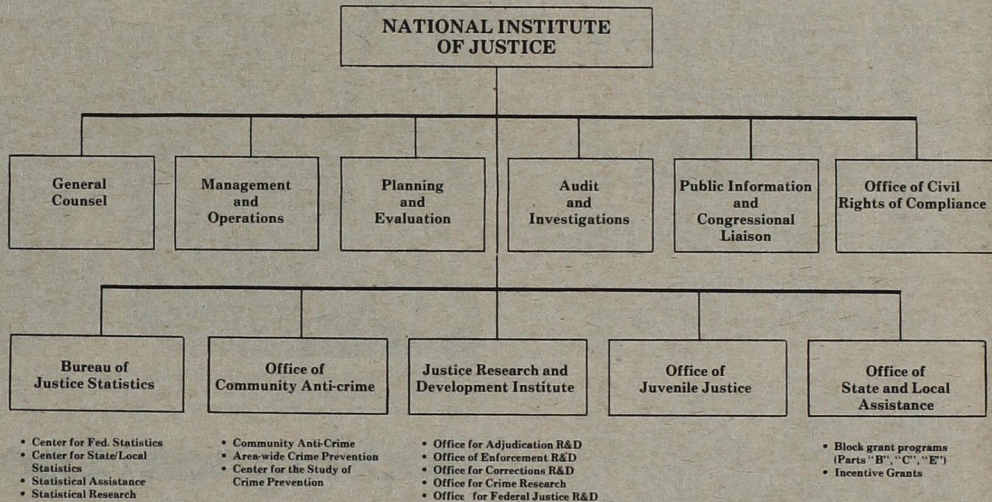 NATIONAL INSTITUTE
OF JUSTICE
General
Counsel
Management
and
Operations
Planning
and
Evaluation
Audit
and
Investigations
Public Information
and
Congressional
Liaison
Office of Civil
Rights of Compliance
Bureau of
Justice Statistics
Office of
Community Anti-crime
Justice Research and
Development Institute
Office of
Juvenile Justice
Office of
State and Local
Assistance
• Center for Fed. Statistics
• Center for State/Local
Statistics
• Statistical Assistance
• Statistical Research
• Community Anti-Crime
• Area-wide Crime Prevention
• Center for the Study of
Crime Prevention
• Office for Adjudication R&D
• Office of Enforcement R&D
• Office for Corrections R&D
• Office for Crime Research
• Office for Federal Justice R&D
• Block grant programs
(Parts "B", "C", "E")
• Incentive Grants